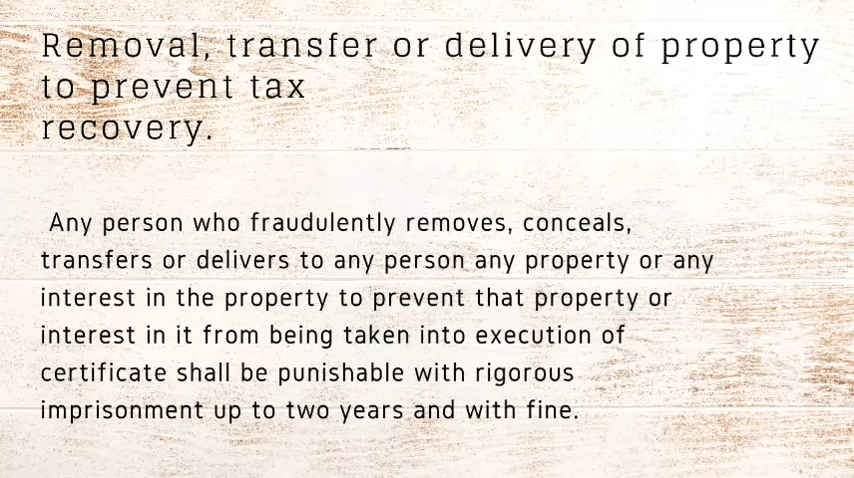 Removal, transfer or delivery of property
to prevent tax
recovery.
Any person who fraudulently removes, conceals,
transfers or delivers to any person any property or any
interest in the property to prevent that property or
interest in it from being taken into execution of
certificate shall be punishable with rigorous
imprisonment up to two years and with fine.